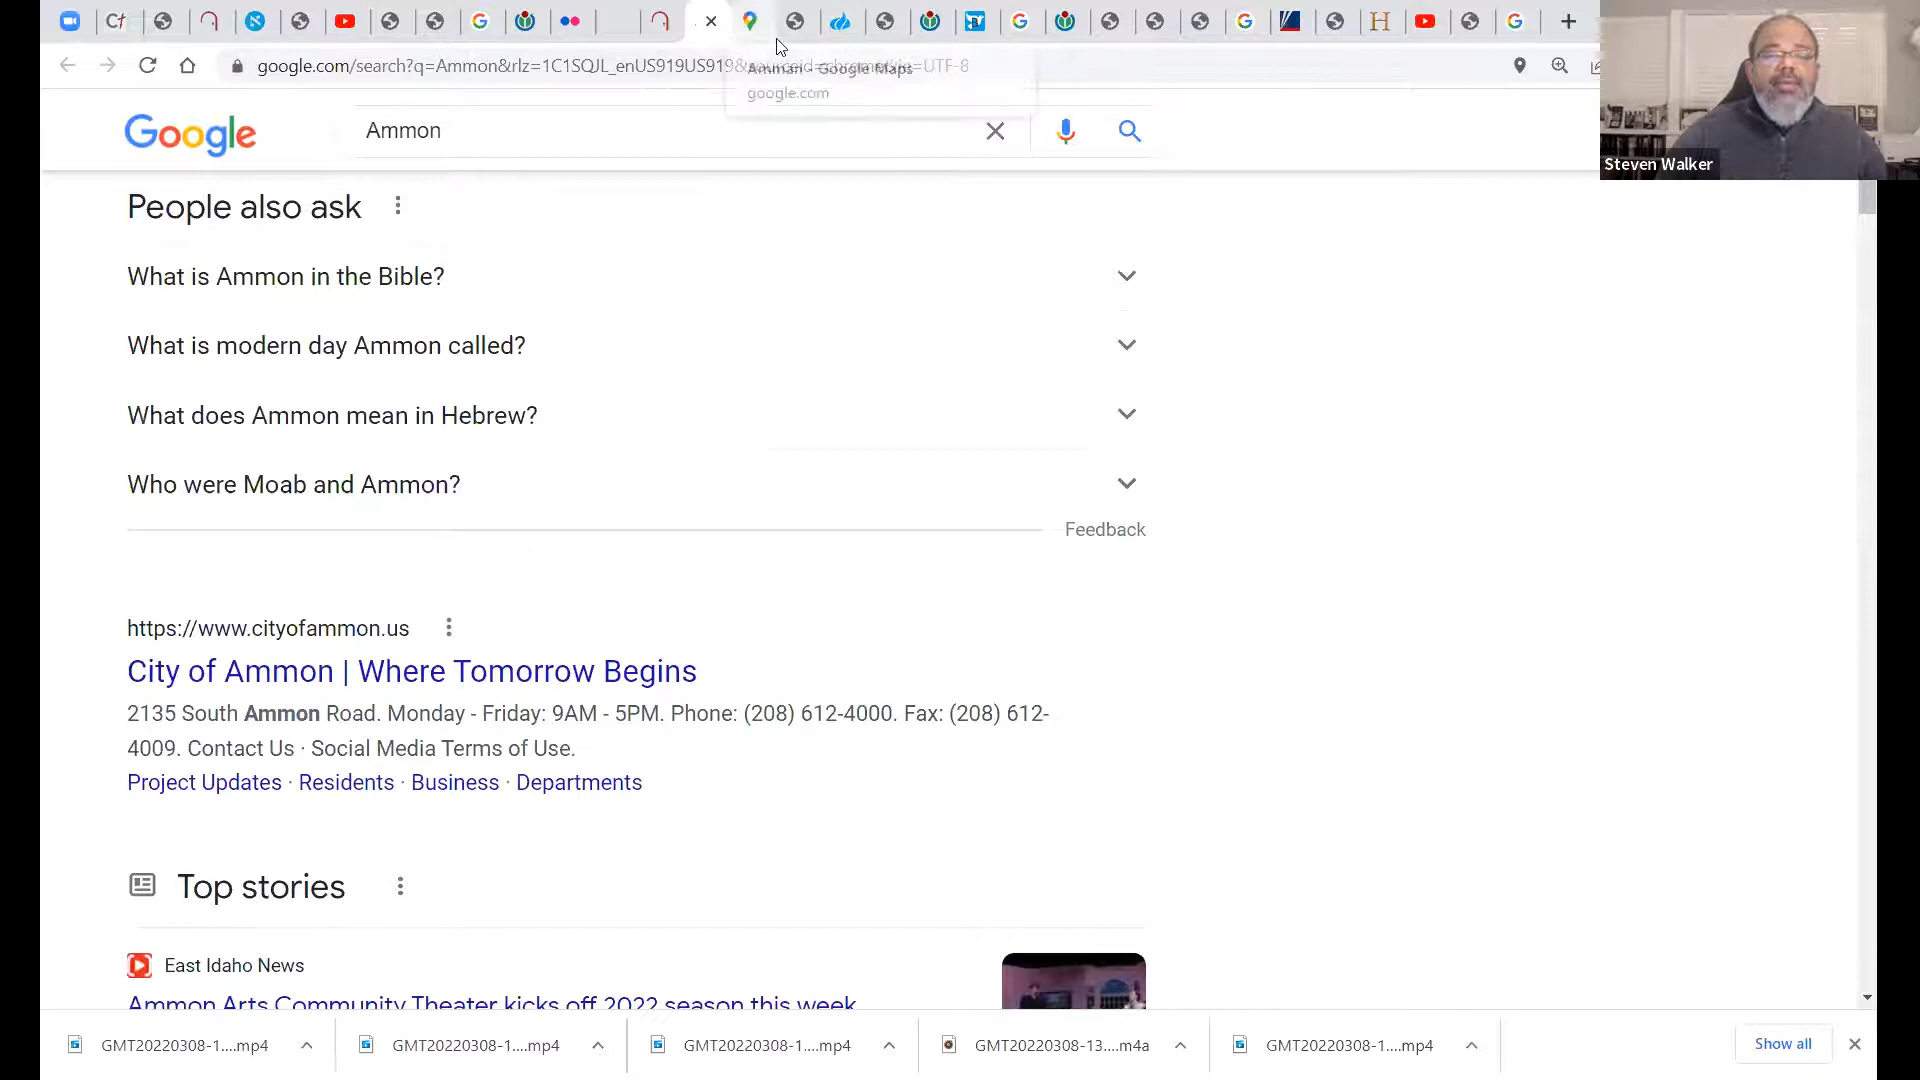 google.com/search?q=Ammon&rlz=1C1SQJL_enUS919US919&
=UTF-8
Amman - Google Maps
google.com
Google
Ammon
Steven Walker
People also ask
What is Ammon in the Bible?
What is modern day Ammon called?
What does Ammon mean in Hebrew?
Who were Moab and Ammon?
Feedback
https://www.cityofammon.us
City of Ammon | Where Tomorrow Begins
2135 South Ammon Road. Monday - Friday: 9AM - 5PM. Phone: (208) 612-4000. Fax: (208) 612-
4009. Contact Us · Social Media Terms of Use.
Project Updates · Residents · Business · Departments
Top stories
East Idaho News
Ammon Arts Community Theater kicks off 2022 season this week
GMT20220308-1....mp4
GMT20220308-1....mp4
GMT20220308-1....mp4
GMT20220308-13....m4a
GMT20220308-1....mp4
Show all